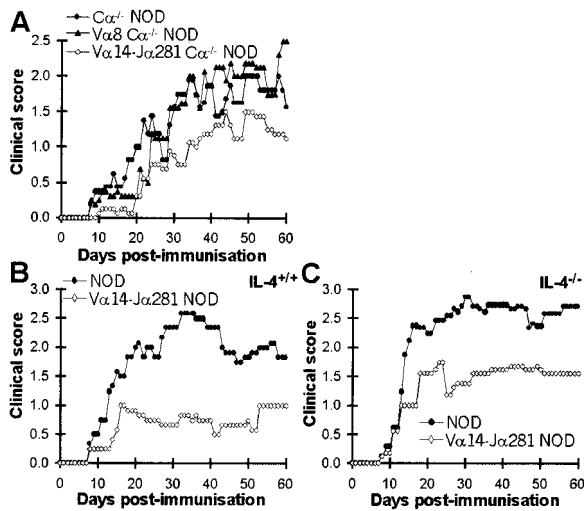 A
Cα-/- NOD
Vα8 Cα-/- NOD
Vα14-Jα281 Cα-/- NOD
Clinical score
2.5
2.0
1.5
1.0
0.5
0.0
0 10 20 30 40 50 60
Days post-immunisation
B
NOD
IL-4+/+
Vα14-Jα281 NOD
Clinical score
3.0
2.5
2.0
1.5
1.0
0.5
0.0
0 10 20 30 40 50 60
Days post-immunisation
C
IL-4-/-
3.0
2.5
2.0
1.5
1.0
0.5
0.0
NOD
Vα14-Jα281 NOD
0 10 20 30 40 50 60
Days post-immunisation